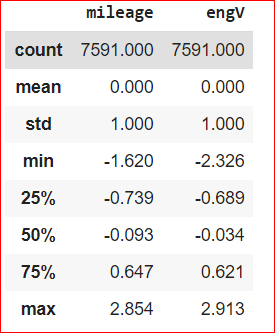 mileage engV
count 7591.000 7591.000
mean 0.000 0.000
std 1.000 1.000
min -1.620 -2.326
25% -0.739 -0.689
50% -0.093 -0.034
75% 0.647 0.621
max 2.854 2.913